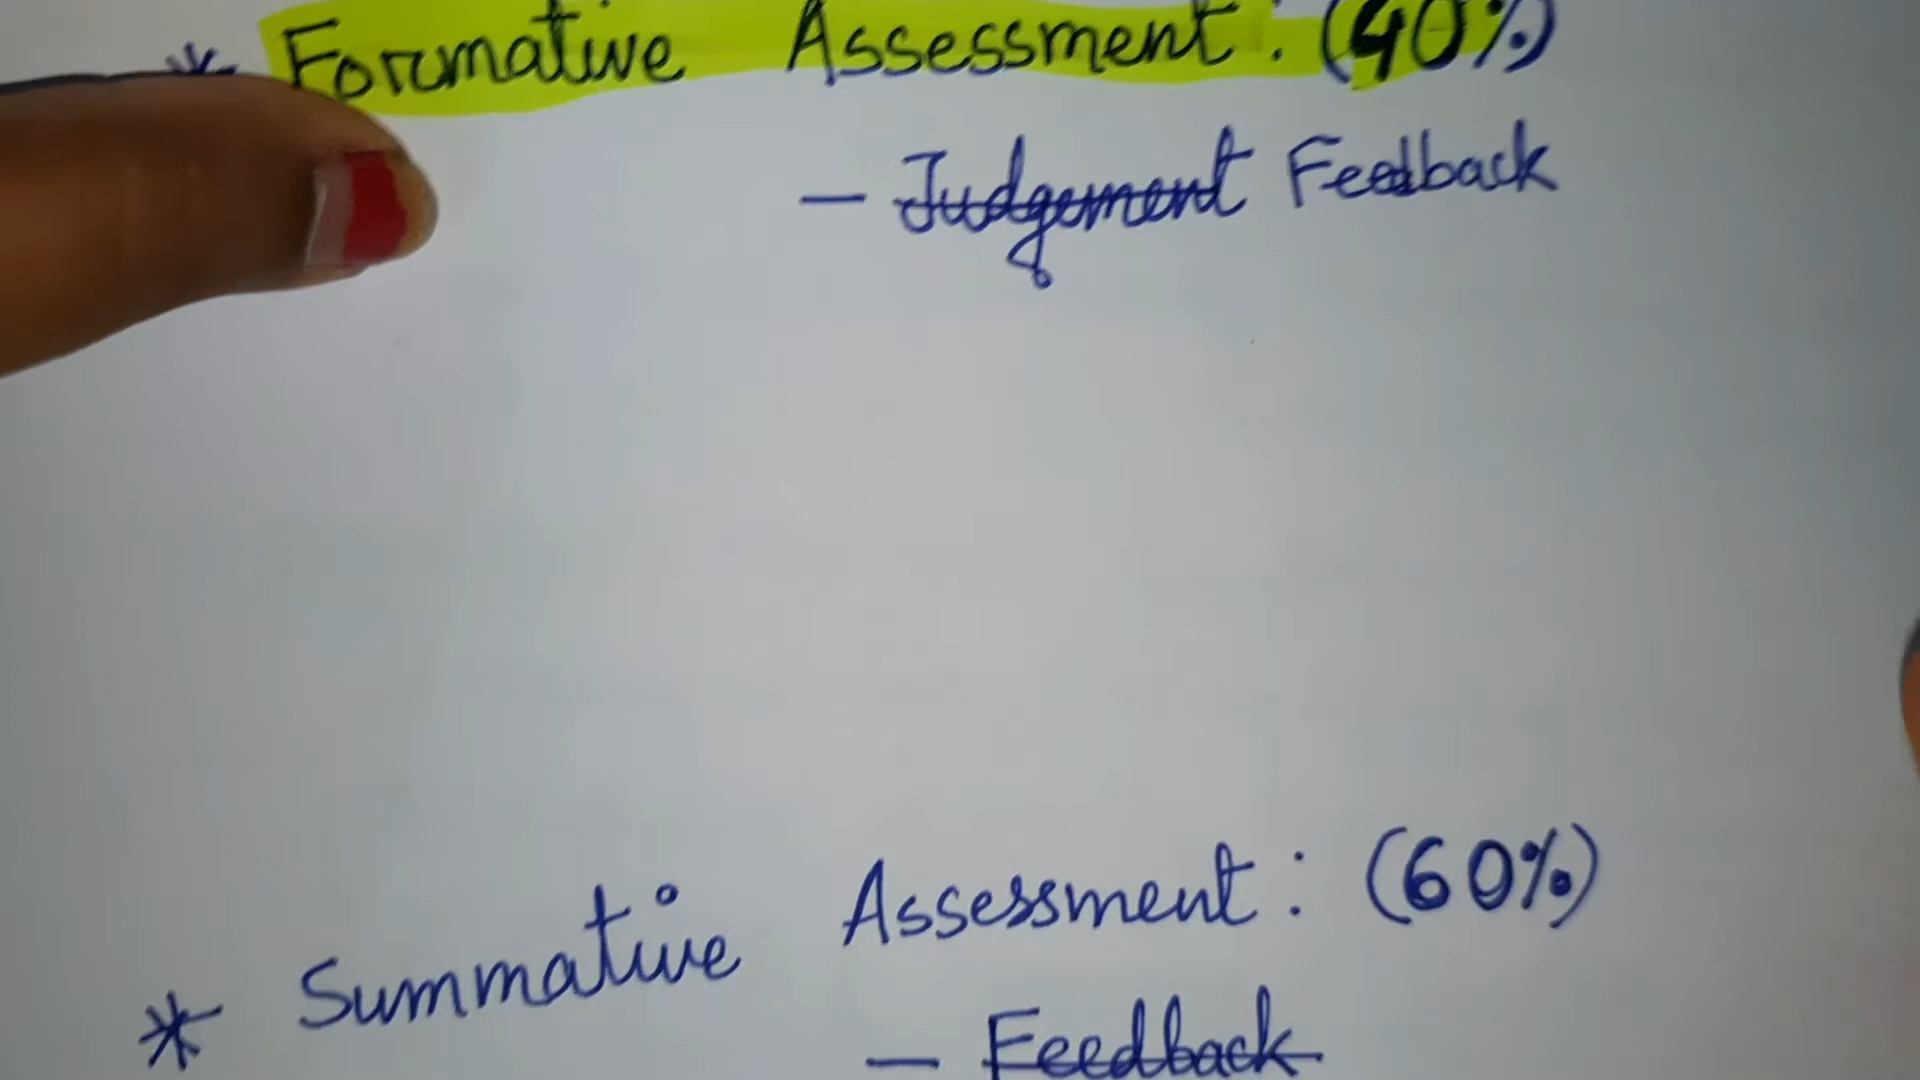 * Formative Assessment : (40%)
- Judgement Feedback
* Summative Assessment : (60%)
- Feedback